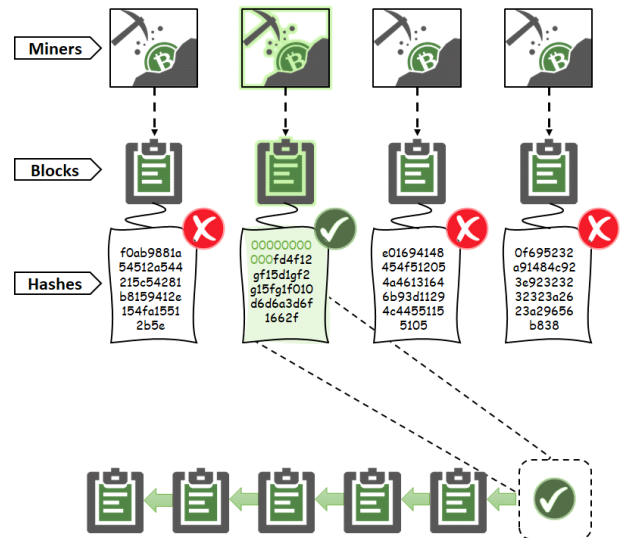 Miners
Blocks
Hashes
f0ab9881a
54512a544
215c54281
b8159412e
154fa1551
2b5e
00000000
000fd4f12
gf15d1gf2
g15fg1f010
d6d6a3d6f
1662f
e01694148
454f51205
4a4613164
6b93d1129
4c4455115
5105
0f695232
a91484c92
3e923232
32323a26
23a29656
b838